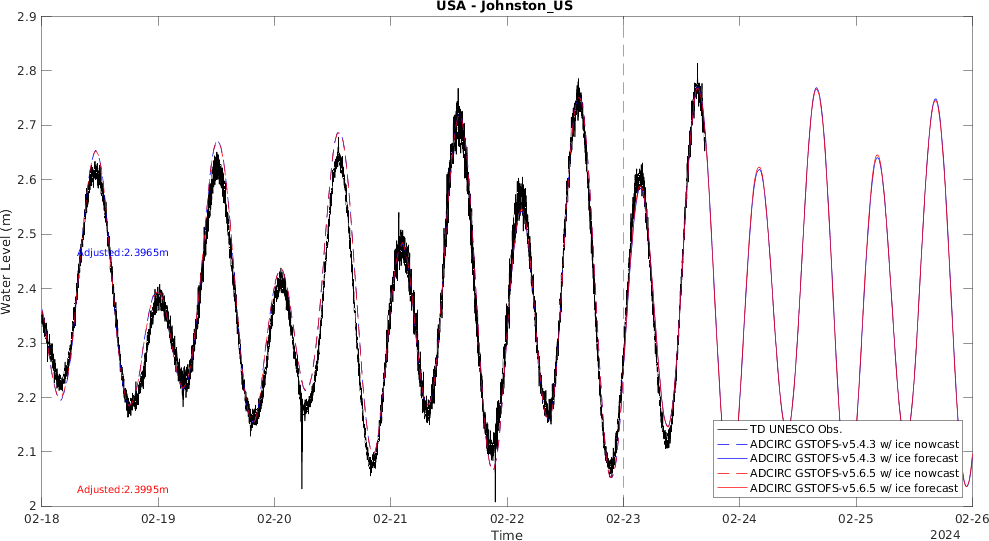 USA - Johnston_US
2.9
2.8
2.7
2.6
2.5
2.4
2.3
2.2
2.1
2
Water Level (m)
Adjusted:2.3965m
Adjusted:2.3995m
TD UNESCO Obs.
ADCIRC GSTOFS-v5.4.3 w/ ice nowcast
ADCIRC GSTOFS-v5.4.3 w/ ice forecast
ADCIRC GSTOFS-v5.6.5 w/ ice nowcast
ADCIRC GSTOFS-v5.6.5 w/ ice forecast
02-18 02-19 02-20 02-21 02-22 02-23 02-24 02-25 02-26
Time
2024